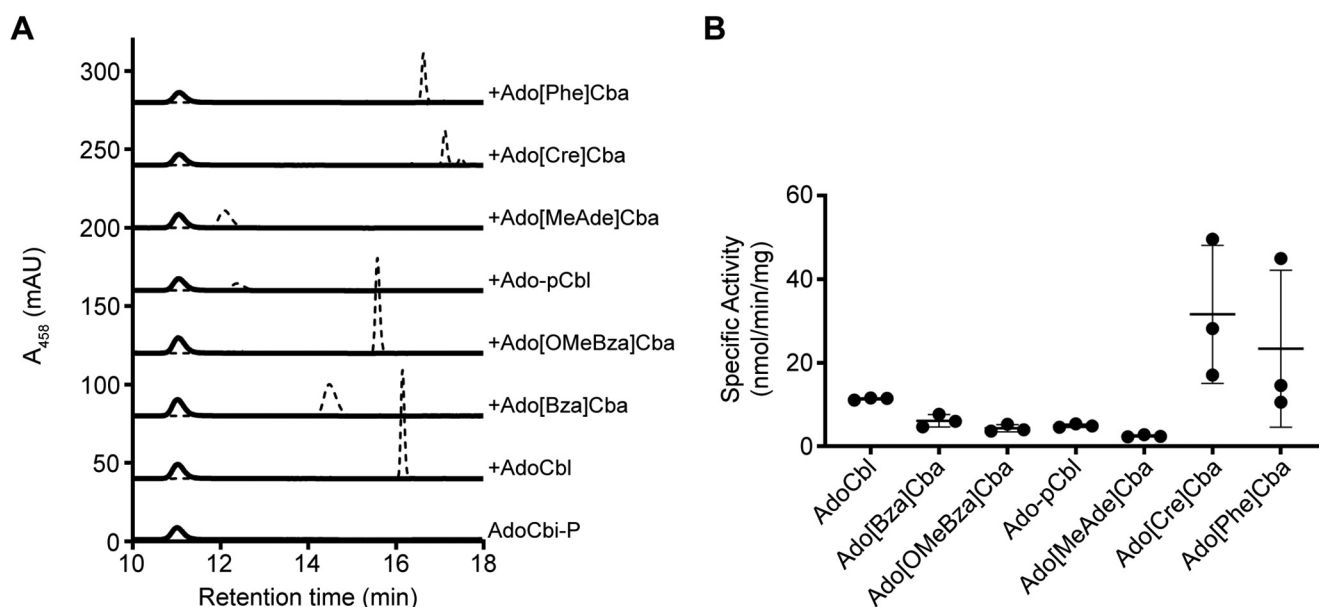 A
A458 (mAU)
300
250
200
150
100
50
0
+Ado[Phe]Cba
+Ado[Cre]Cba
+Ado[MeAde]Cba
+Ado-pCbl
+Ado[OMeBza]Cba
+Ado[Bza]Cba
+AdoCbl
AdoCbi-P
10 12 14 16 18
Retention time (min)
B
Specific Activity
(nmol/min/mg)
60
40
20
0
AdoCbl
Ado[Bza]Cba
Ado[OMeBza]Cba
Ado-pCbl
Ado[MeAde]Cba
Ado[Cre]Cba
Ado[Phe]Cba